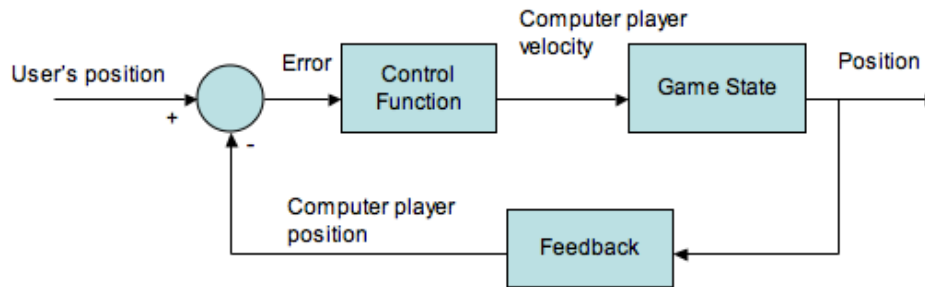 Computer player
velocity
User's position
Error
Control
Function
Game State
Position
+
-
Computer player
position
Feedback